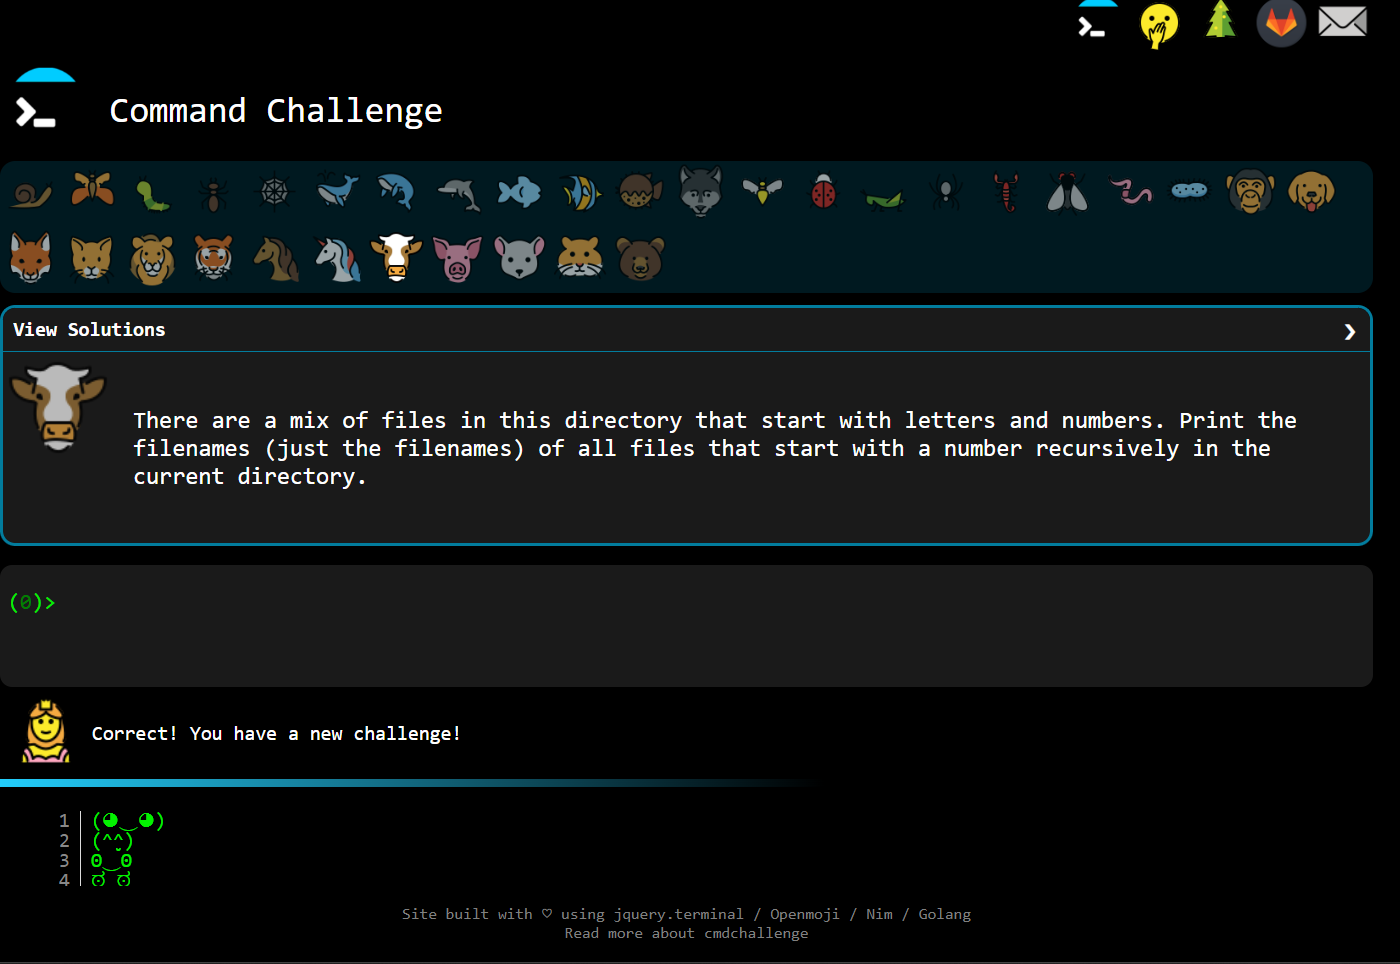 Command Challenge
View Solutions
There are a mix of files in this directory that start with letters and numbers. Print the
filenames (just the filenames) of all files that start with a number recursively in the
current directory.
(0)>
Correct! You have a new challenge!
1
2 (^ ̮^)
3
4
Site built with ♡ using jquery.terminal / Openmoji / Nim / Golang
Read more about cmdchallenge